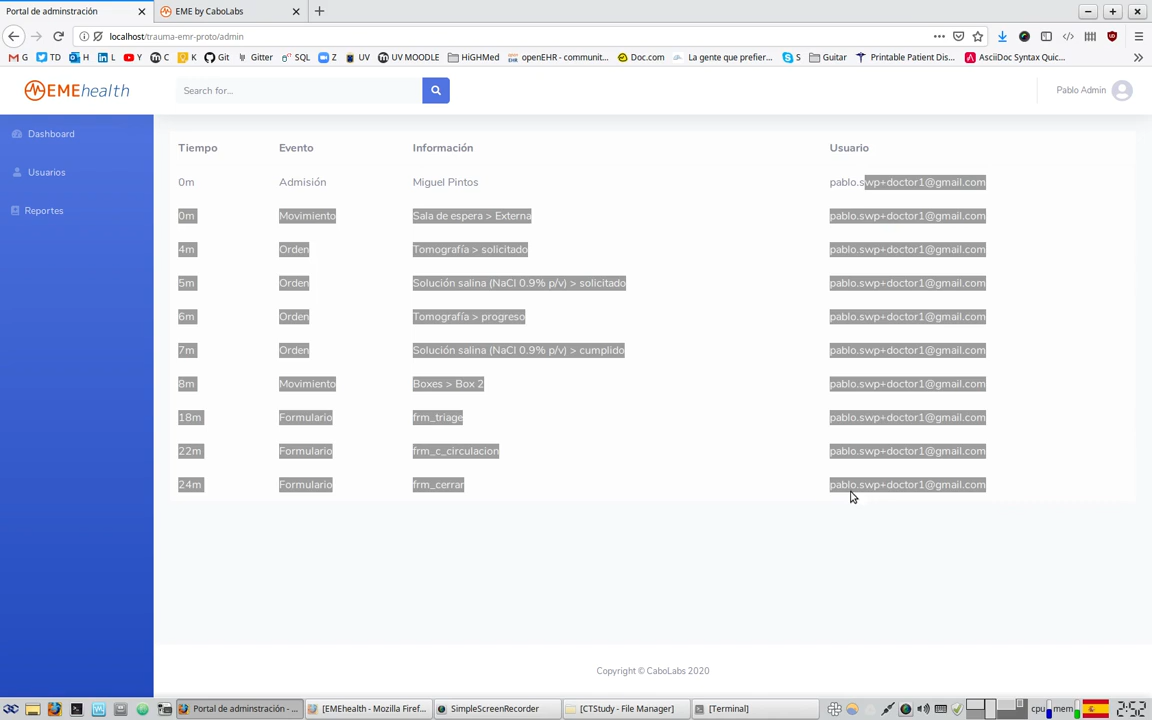 Portal de adminstración
EME by CaboLabs
localhost/trauma-emr-proto/admin
G TD H L Y C K Git Gitter SQL UV UV MOODLE HiGHMed openEHR - communit... Doc.com La gente que prefier... S Guitar Printable Patient Dis... AsciiDoc Syntax Quic...
EMEhealth
Search for...
Pablo Admin
Dashboard
Usuarios
Reportes
Tiempo Evento Información Usuario
0m Admisión Miguel Pintos pablo.swp+doctor1@gmail.com
0m Movimiento Sala de espera > Externa pablo.swp+doctor1@gmail.com
4m Orden Tomografía > solicitado pablo.swp+doctor1@gmail.com
5m Orden Solución salina (NaCl 0.9% p/v) > solicitado pablo.swp+doctor1@gmail.com
6m Orden Tomografía > progreso pablo.swp+doctor1@gmail.com
7m Orden Solución salina (NaCl 0.9% p/v) > cumplido pablo.swp+doctor1@gmail.com
8m Movimiento Boxes > Box 2 pablo.swp+doctor1@gmail.com
18m Formulario frm_triage pablo.swp+doctor1@gmail.com
22m Formulario frm_c_circulacion pablo.swp+doctor1@gmail.com
24m Formulario frm_cerrar pablo.swp+doctor1@gmail.com
Copyright © CaboLabs 2020
Portal de adminstración - ... [EMEhealth - Mozilla Firef... SimpleScreenRecorder [CTStudy - File Manager] [Terminal] cpu mem 2:52